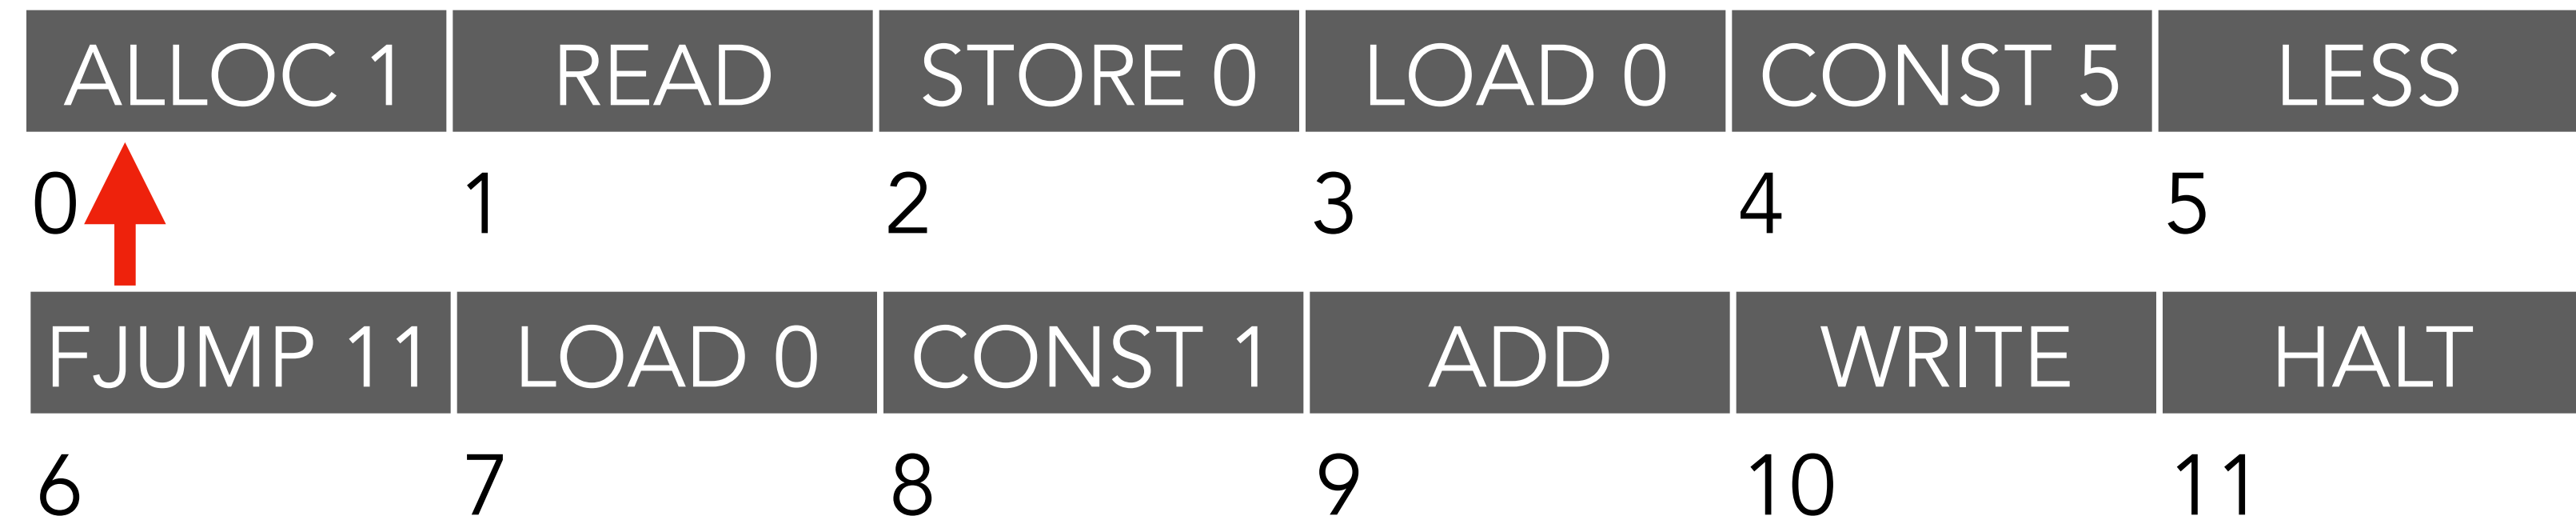 ALLOC 1 READ STORE 0 LOAD 0 CONST 5 LESS
0 1 2 3 4 5
FJUMP 11 LOAD 0 CONST 1 ADD WRITE HALT
6 7 8 9 10 11